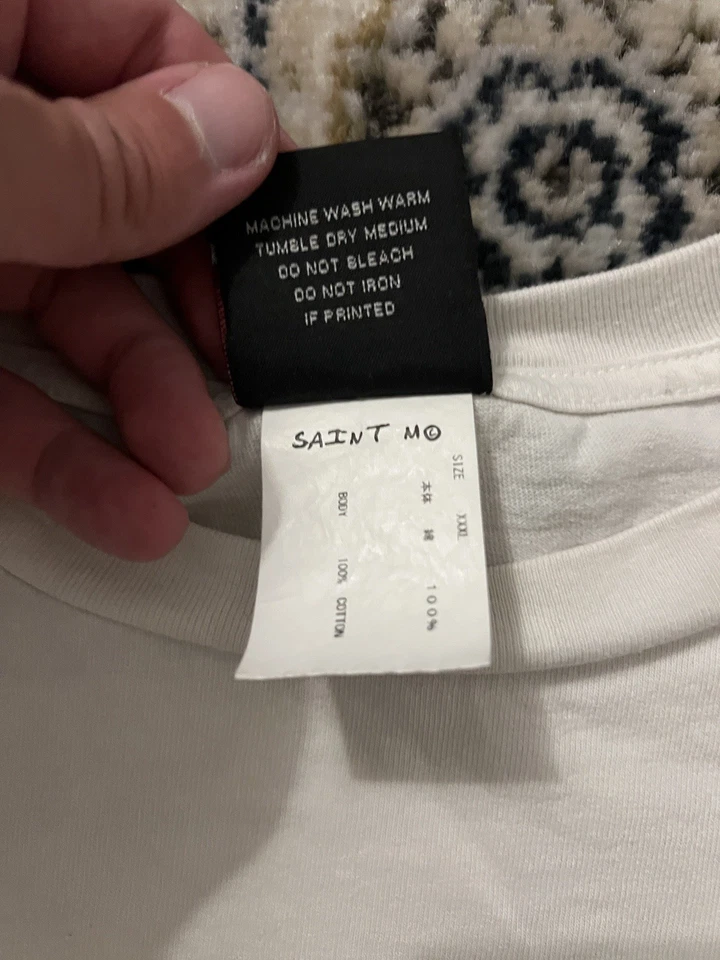 MACHINE WASH WARM
TUMBLE DRY MEDIUM
DO NOT BLEACH
DO NOT IRON
IF PRINTED
SAINT M©
SIZE XXXL
本体 綿 100%
BODY 100% COTTON